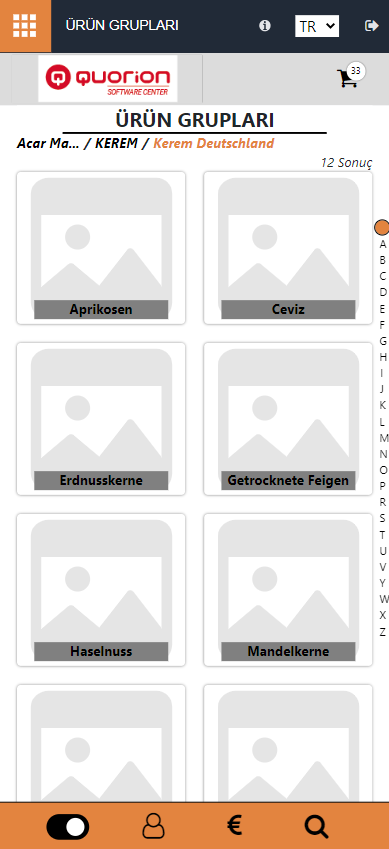 ÜRÜN GRUPLARI
TR
QUORION
SOFTWARE CENTER
33
ÜRÜN GRUPLARI
Acar Ma... / KEREM / Kerem Deutschland
12 Sonuç
Aprikosen
Ceviz
Erdnusskerne
Getrocknete Feigen
Haselnuss
Mandelkerne
A
B
C
D
E
F
G
H
I
J
K
L
M
N
O
P
R
S
T
U
V
Y
W
X
Z
€